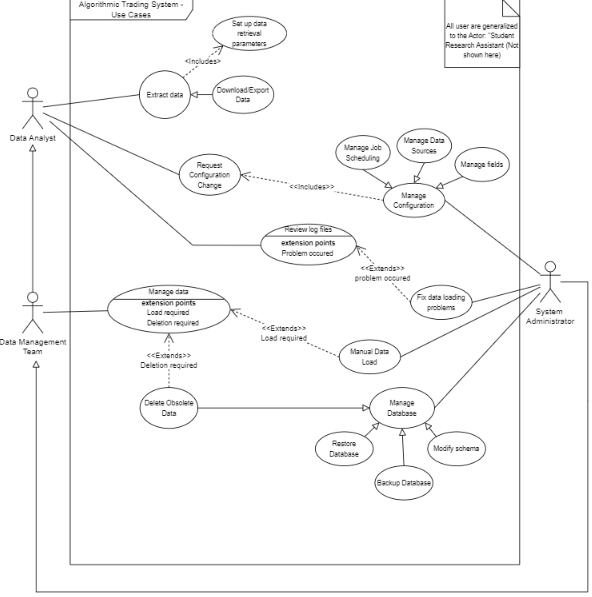 Algorithmic Trading System -
Use Cases
Set up data
retrieval
parameters
All user are generalized
to the Actor: "Student
Research Assistant (Not
shown here)
<Includes>
Extract data
Download/Export
Data
Data Analyst
Manage Job
Scheduling
Manage Data
Sources
Manage fields
Request
Configuration
Change
<<Includes>>
Manage
Configuration
Review log files
extension points
Problem occured
<<Extends>>
problem occured
Manage data
extension points
Load required
Deletion required
Fix data loading
problems
System
Administrator
Data Management
Team
<<Extends>>
Load required
<<Extends>>
Deletion required
Manual Data
Load
Delete Obsolete
Data
Manage
Database
Restore
Database
Modify schema
Backup Database